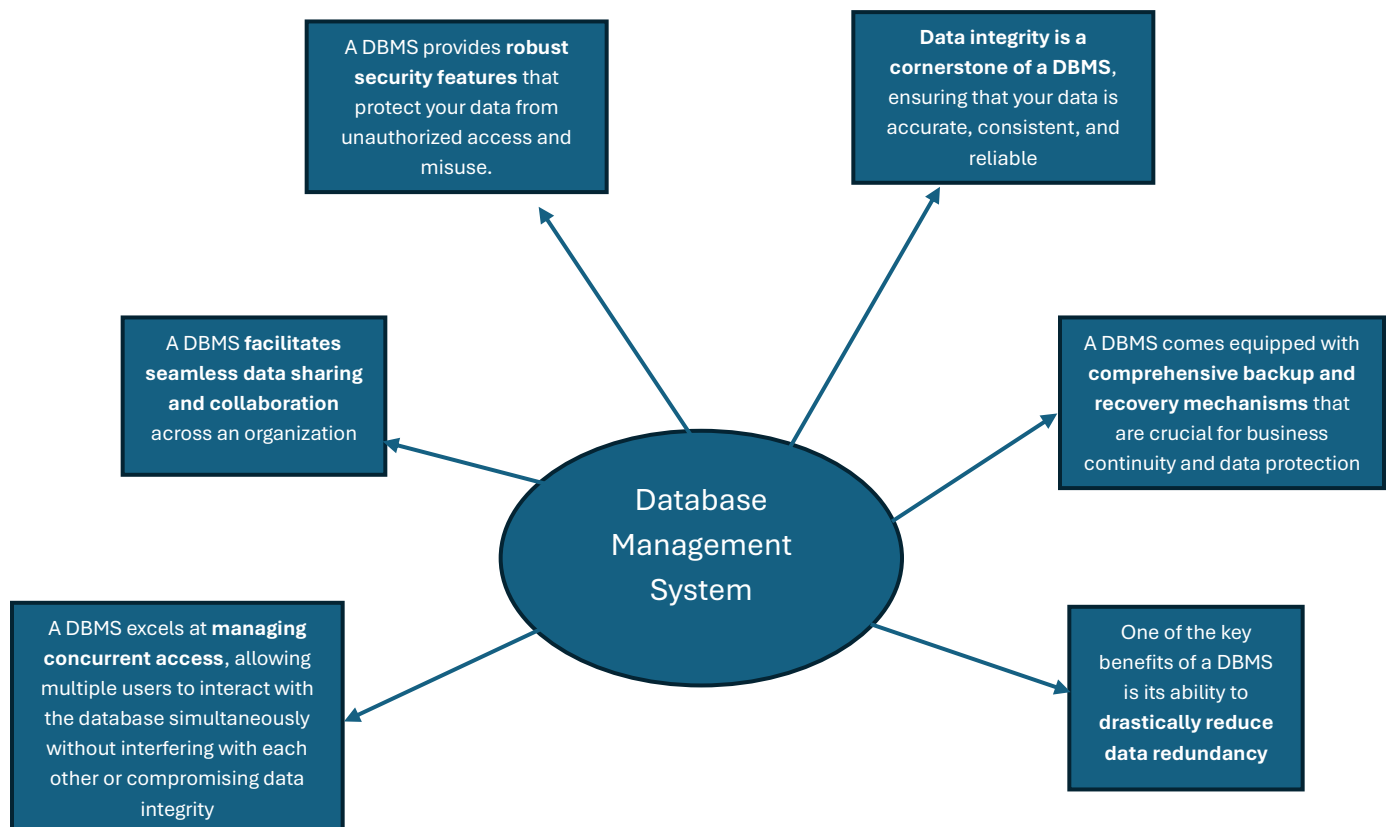 A DBMS provides robust
security features that
protect your data from
unauthorized access and
misuse.
Data integrity is a
cornerstone of a DBMS,
ensuring that your data is
accurate, consistent, and
reliable
A DBMS facilitates
seamless data sharing
and collaboration
across an organization
A DBMS comes equipped with
comprehensive backup and
recovery mechanisms that
are crucial for business
continuity and data protection
Database
Management
System
A DBMS excels at managing
concurrent access, allowing
multiple users to interact with
the database simultaneously
without interfering with each
other or compromising data
integrity
One of the key
benefits of a DBMS
is its ability to
drastically reduce
data redundancy